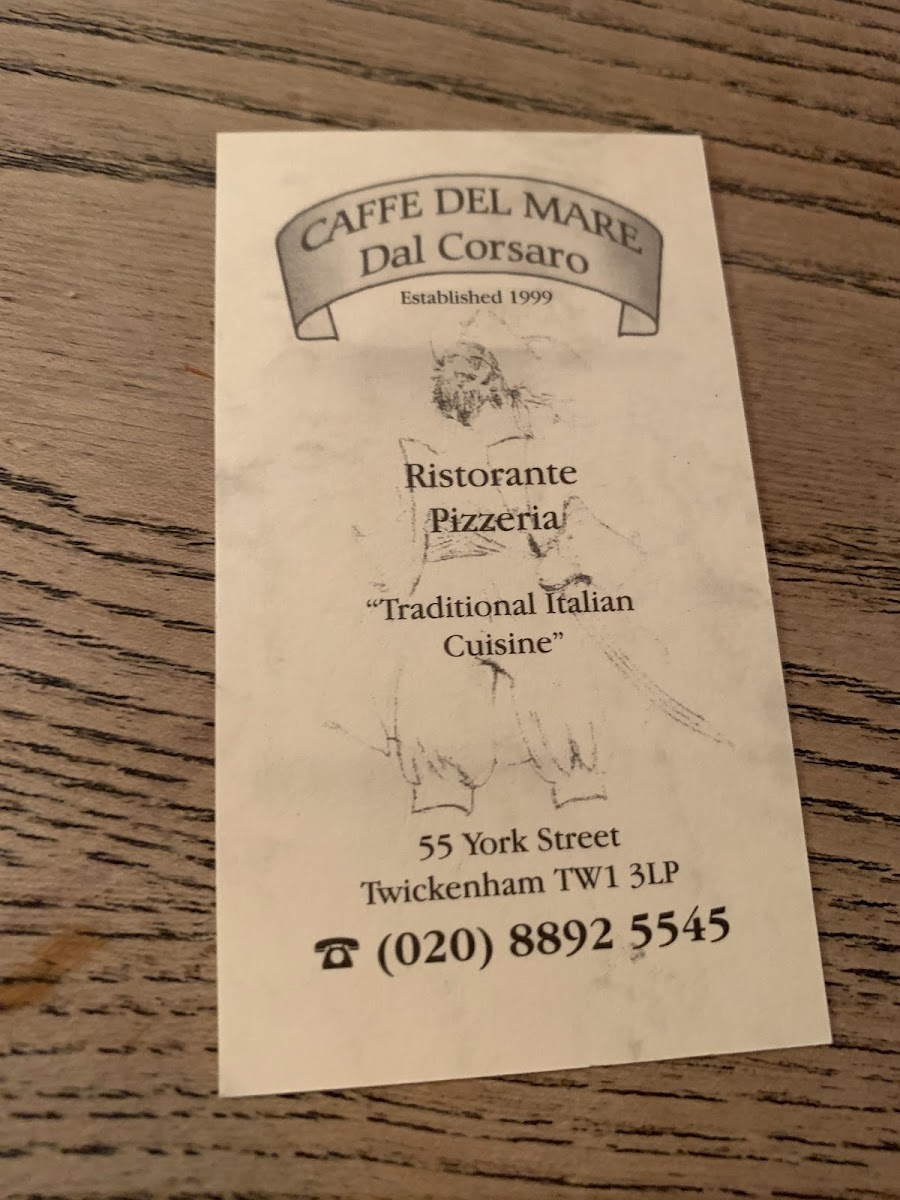 CAFFE DEL MARE
Dal Corsaro
Established 1999
Ristorante
Pizzeria
“Traditional Italian
Cuisine”
55 York Street
Twickenham TW1 3LP
☎ (020) 8892 5545